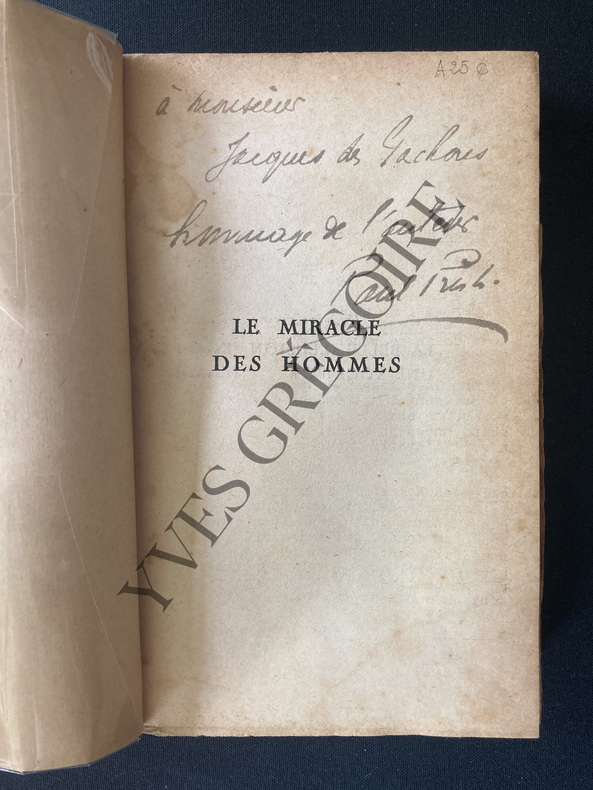 A25 ¢
à monsieur
Jacques des Gachons
hommage de l'auteur
Paul
LE MIRACLE
DES HOMMES
YVES GRÉGOIRE